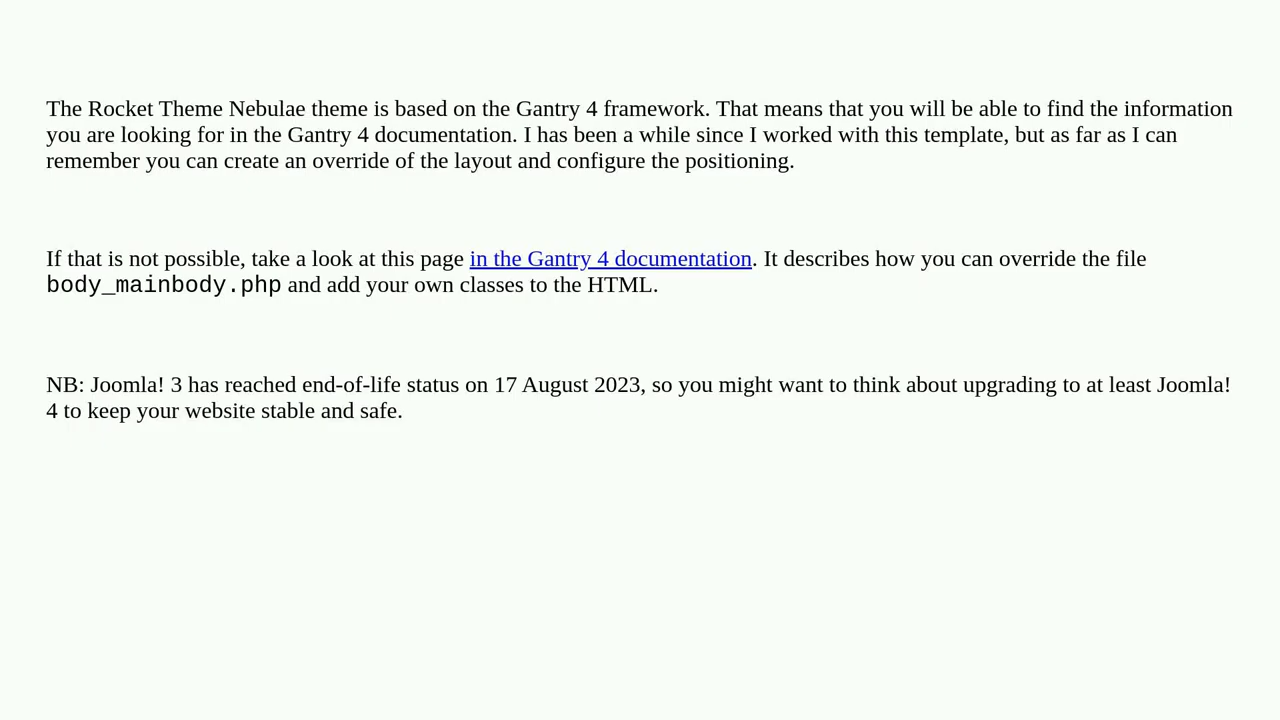 The Rocket Theme Nebulae theme is based on the Gantry 4 framework. That means that you will be able to find the information
you are looking for in the Gantry 4 documentation. I has been a while since I worked with this template, but as far as I can
remember you can create an override of the layout and configure the positioning.
If that is not possible, take a look at this page in the Gantry 4 documentation. It describes how you can override the file
body_mainbody.php and add your own classes to the HTML.
NB: Joomla! 3 has reached end-of-life status on 17 August 2023, so you might want to think about upgrading to at least Joomla!
4 to keep your website stable and safe.